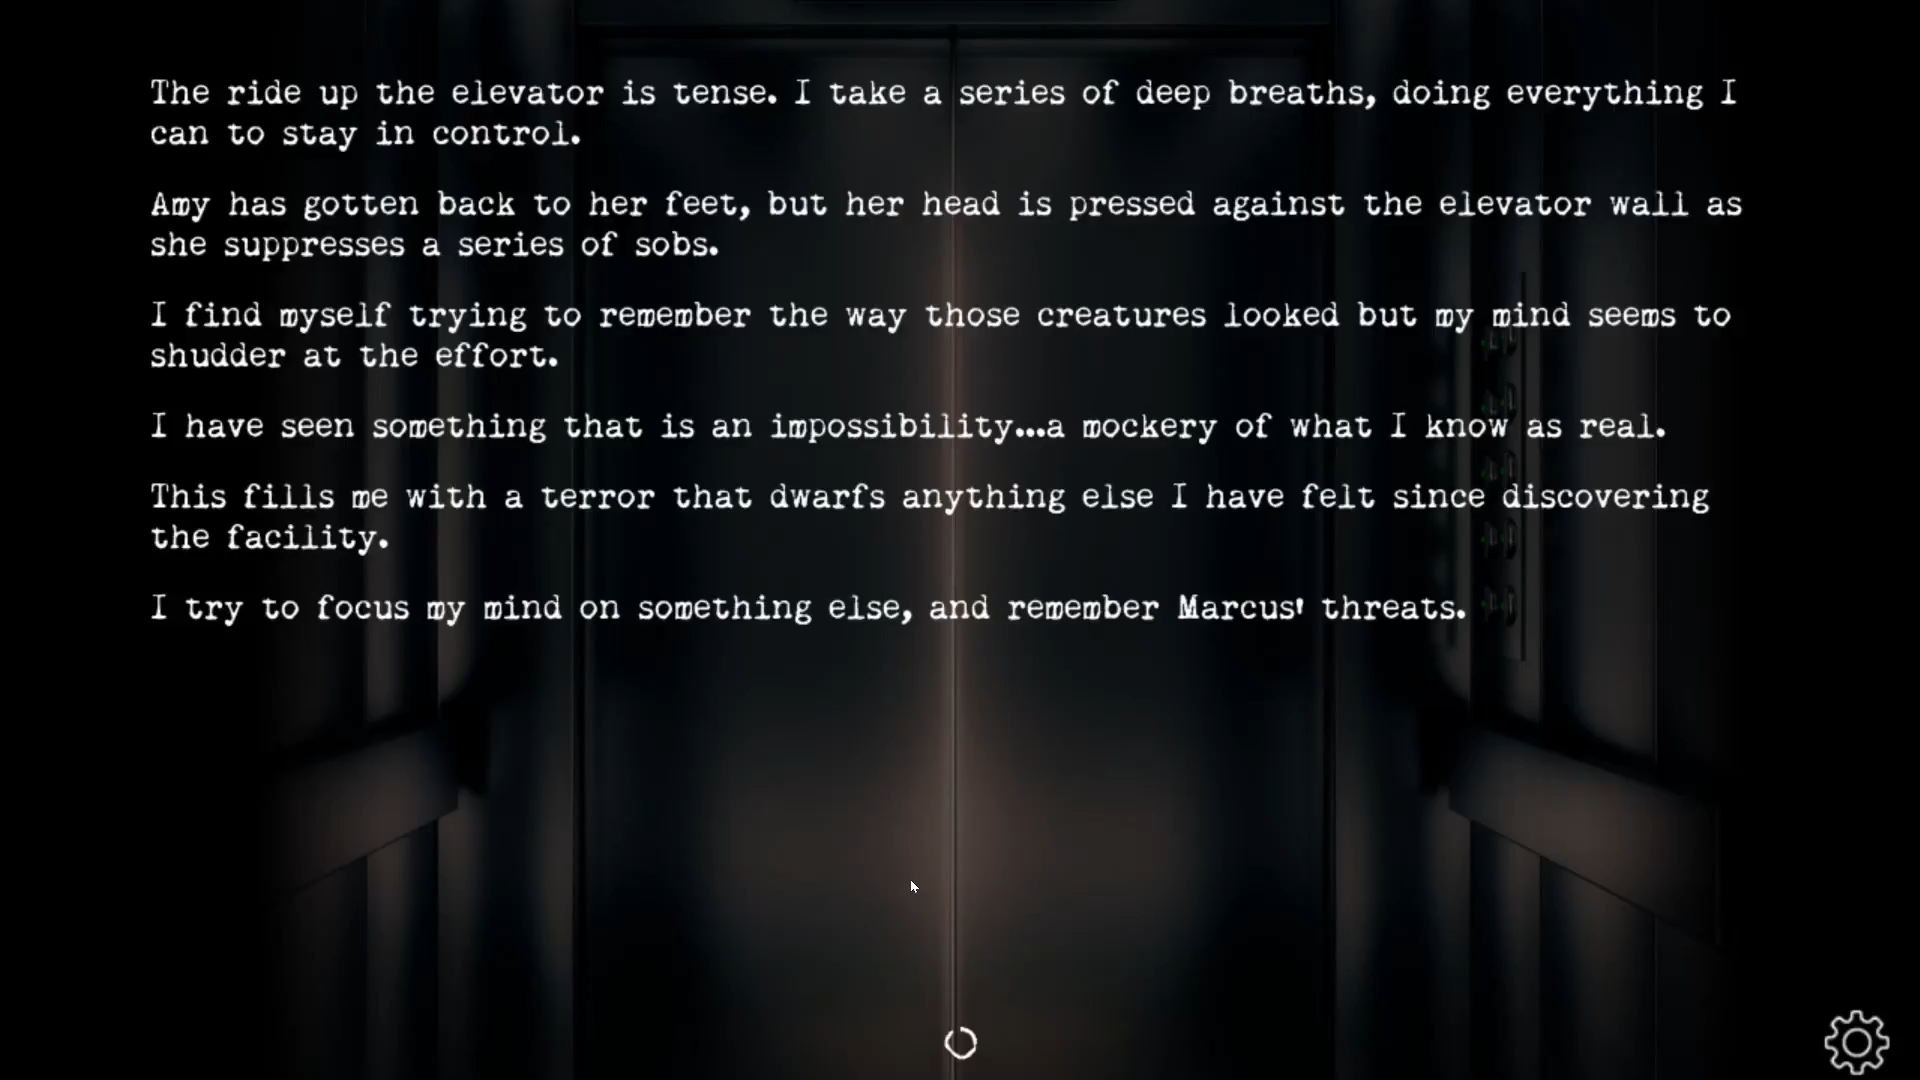 The ride up the elevator is tense. I take a series of deep breaths, doing everything I
can to stay in control.
Amy has gotten back to her feet, but her head is pressed against the elevator wall as
she suppresses a series of sobs.
I find myself trying to remember the way those creatures looked but my mind seems to
shudder at the effort.
I have seen something that is an impossibility...a mockery of what I know as real.
This fills me with a terror that dwarfs anything else I have felt since discovering
the facility.
I try to focus my mind on something else, and remember Marcus' threats.